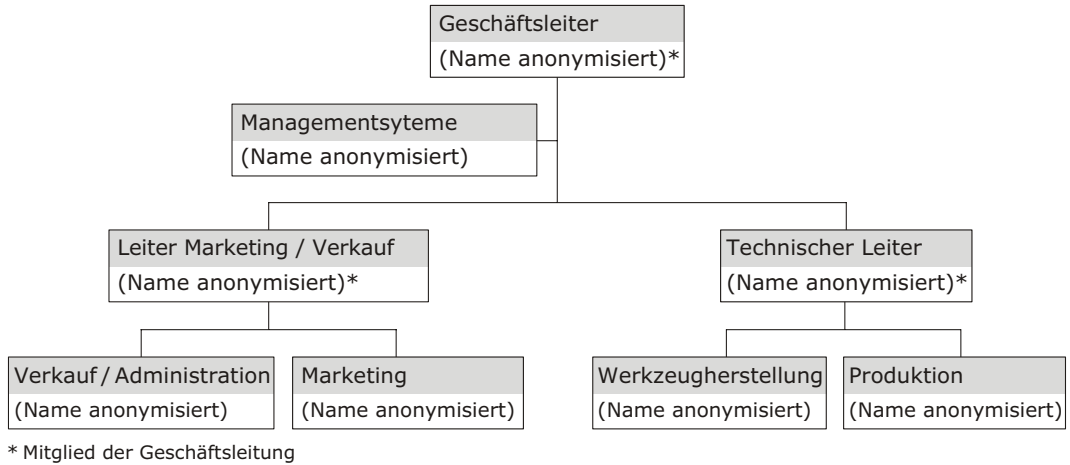 Geschäftsleiter
(Name anonymisiert)*
Managementsyteme
(Name anonymisiert)
Leiter Marketing / Verkauf
(Name anonymisiert)*
Technischer Leiter
(Name anonymisiert)*
Verkauf / Administration
(Name anonymisiert)
Marketing
(Name anonymisiert)
Werkzeugherstellung
(Name anonymisiert)
Produktion
(Name anonymisiert)
* Mitglied der Geschäftsleitung